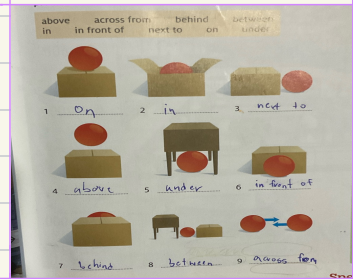 above across from behind between
in in front of next to on under
1 On 2 in 3 next to
4 above 5 under 6 in front of
7 behind 8 between 9 across from